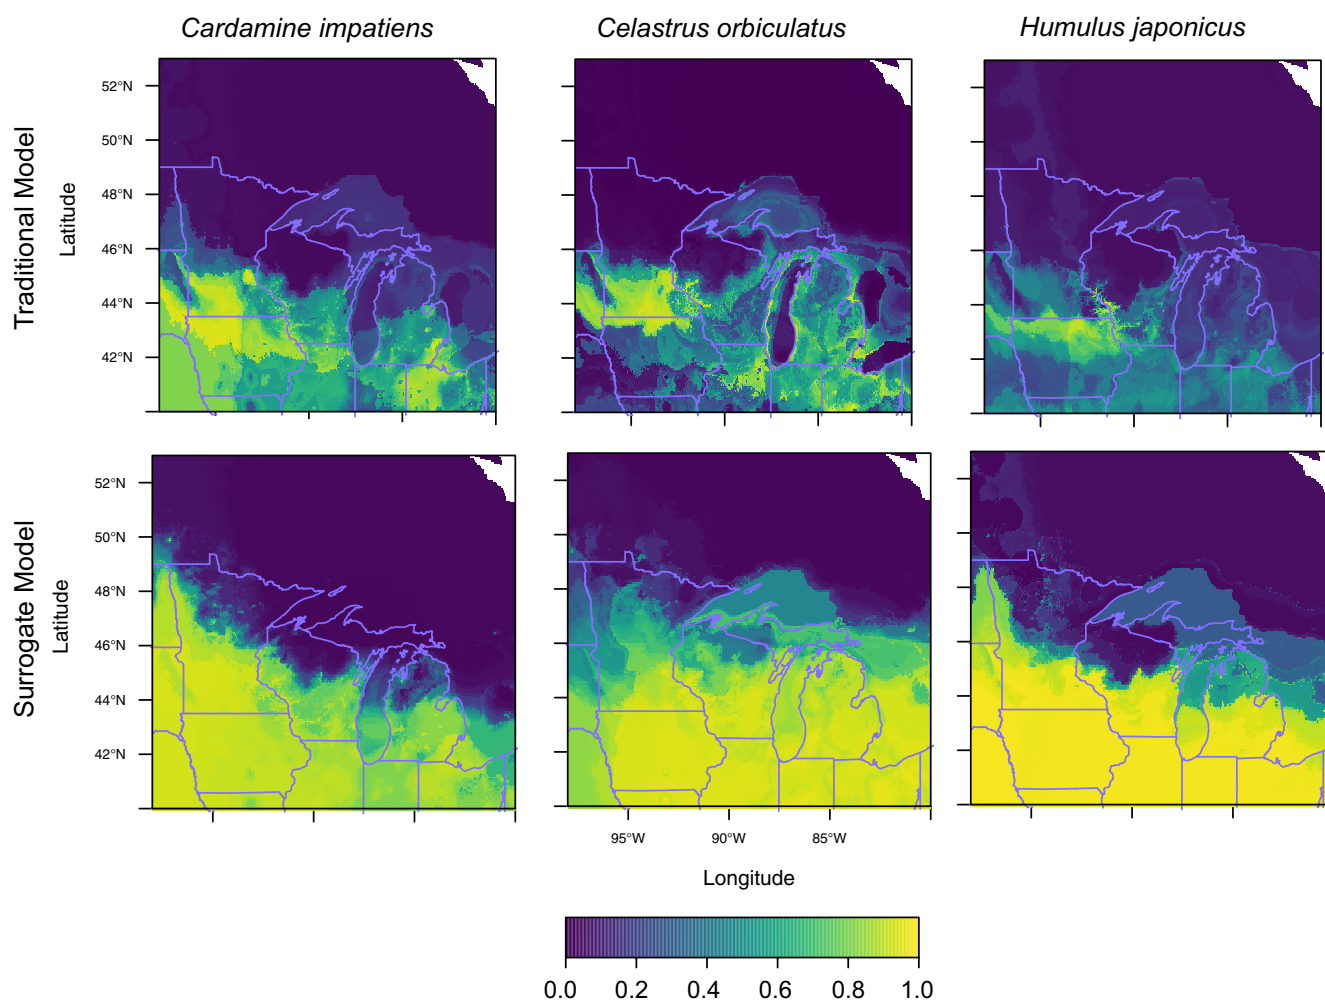 Cardamine impatiens Celastrus orbiculatus Humulus japonicus
Traditional Model
Latitude
52°N
50°N
48°N
46°N
44°N
42°N
Surrogate Model
Latitude
52°N
50°N
48°N
46°N
44°N
42°N
95°W 90°W 85°W
Longitude
0.0 0.2 0.4 0.6 0.8 1.0